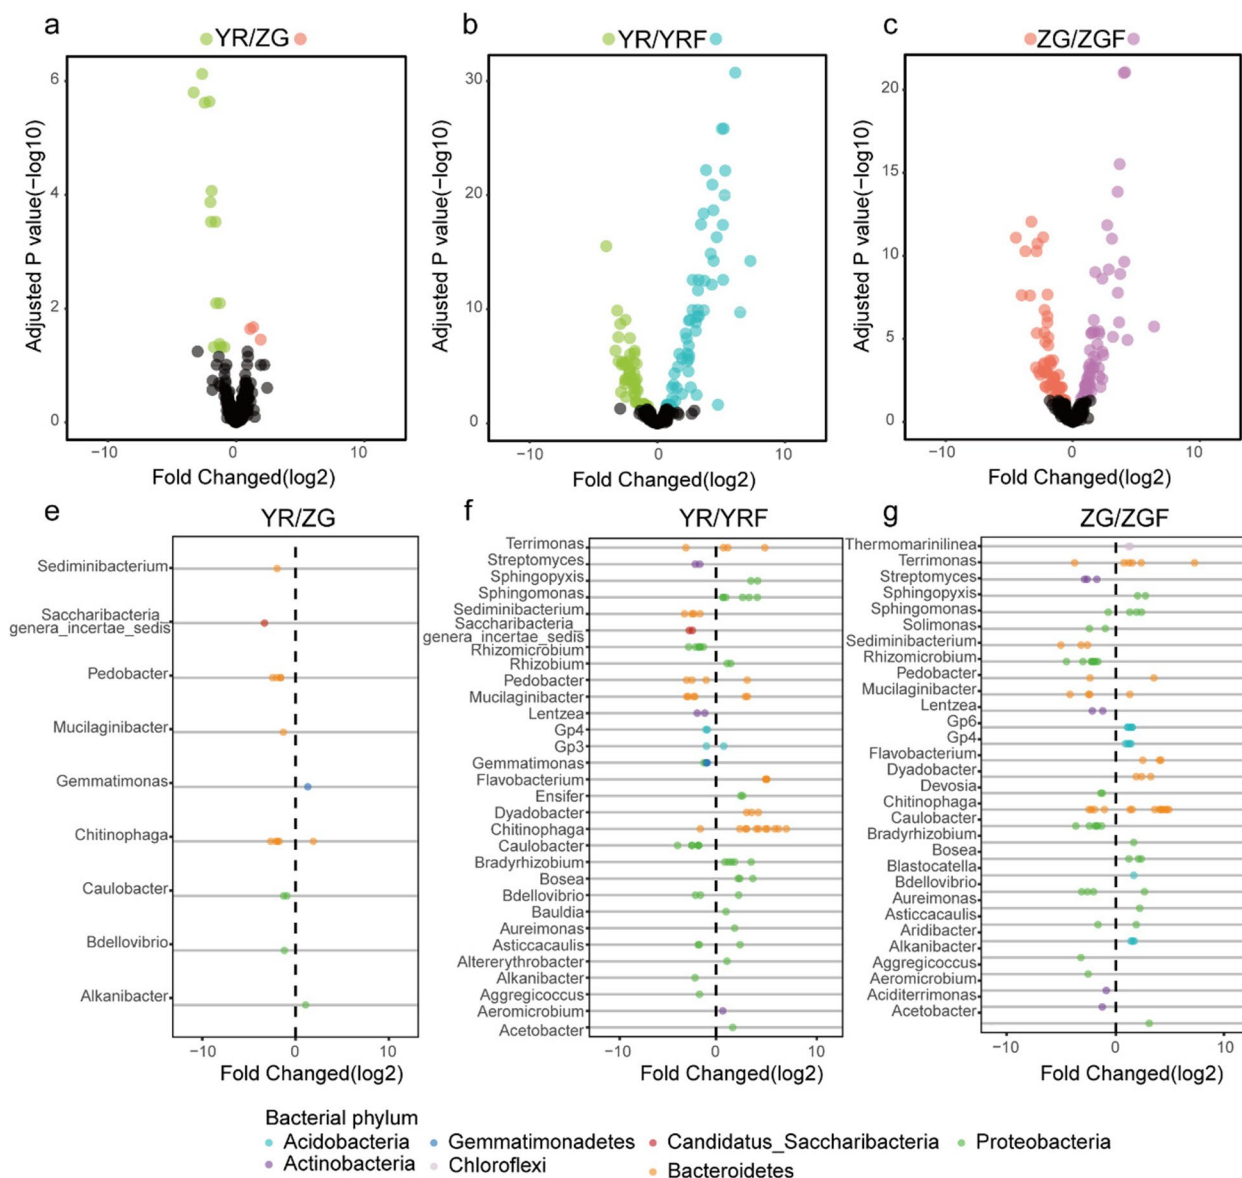 a
YR/ZG
Adjusted P value(−log10)
6
4
2
0
−10
0
10
Fold Changed(log2)
b
YR/YRF
Adjusted P value(−log10)
30
20
10
0
−10
0
10
Fold Changed(log2)
c
ZG/ZGF
Adjusted P value(−log10)
20
15
10
5
0
−10
0
10
Fold Changed(log2)
e
YR/ZG
Sediminibacterium
Saccharibacteria_
genera_incertae_sedis
Pedobacter
Mucilaginibacter
Gemmatimonas
Chitinophaga
Caulobacter
Bdellovibrio
Alkanibacter
−10
0
10
Fold Changed(log2)
f
YR/YRF
Terrimonas
Streptomyces
Sphingopyxis
Sphingomonas
Sediminibacterium
Saccharibacteria_
genera_incertae_sedis
Rhizomicrobium
Rhizobium
Pedobacter
Mucilaginibacter
Lentzea
Gp4
Gp3
Gemmatimonas
Flavobacterium
Ensifer
Dyadobacter
Chitinophaga
Caulobacter
Bradyrhizobium
Bosea
Bdellovibrio
Bauldia
Aureimonas
Asticcacaulis
Altererythrobacter
Alkanibacter
Aggregicoccus
Aeromicrobium
Acetobacter
−10
0
10
Fold Changed(log2)
g
ZG/ZGF
Thermomarinilinea
Terrimonas
Streptomyces
Sphingopyxis
Sphingomonas
Solimonas
Sediminibacterium
Rhizomicrobium
Pedobacter
Mucilaginibacter
Lentzea
Gp6
Gp4
Flavobacterium
Dyadobacter
Devosia
Chitinophaga
Caulobacter
Bradyrhizobium
Bosea
Blastocatella
Bdellovibrio
Aureimonas
Asticcacaulis
Aridibacter
Alkanibacter
Aggregicoccus
Aeromicrobium
Aciditerrimonas
Acetobacter
−10
0
10
Fold Changed(log2)
Bacterial phylum
Acidobacteria
Gemmatimonadetes
Candidatus_Saccharibacteria
Proteobacteria
Actinobacteria
Chloroflexi
Bacteroidetes